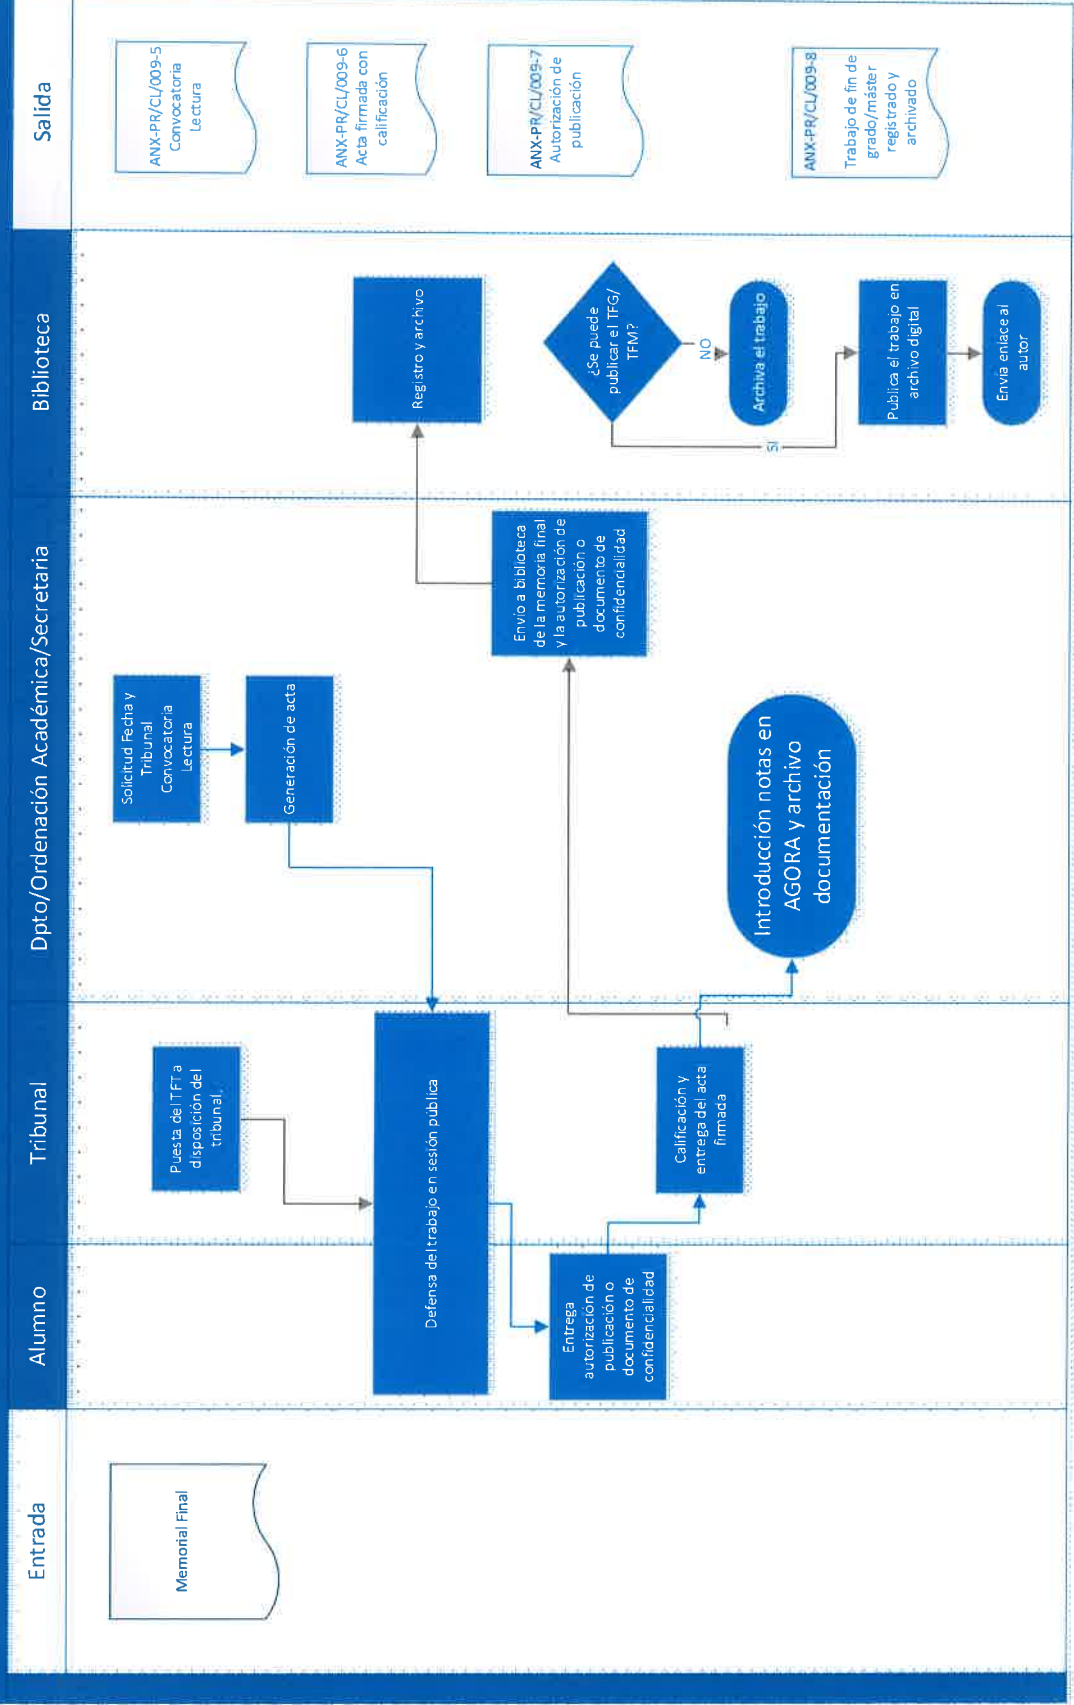 Entrada
Alumno
Tribunal
Dpto/Ordenación Académica/Secretaria
Biblioteca
Salida
Memorial Final
Puesta del TFT a
disposición del
tribunal,
Solicitud Fecha y
Tribunal
Convocatoria
Lectura
Generación de acta
Defensa del trabajo en sesión pública
Entrega
autorización de
publicación o
documento de
confidencialidad
Calificación y
entrega del acta
firmada
Envío a biblioteca
de la memoria final
y la autorización de
publicación o
documento de
confidencialidad
Introducción notas en
AGORA y archivo
documentación
Registro y archivo
¿Se puede
publicar el TFG/
TFM?
NO
SI
Archiva el trabajo
Publica el trabajo en
archivo digital
Envía enlace al
autor
ANX-PR/CL/009-5
Convocatoria
Lectura
ANX-PR/CL/009-6
Acta firmada con
calificación
ANX-PR/CL/009-7
Autorización de
publicación
ANX-PR/CL/009-8
Trabajo de fin de
grado/máster
registrado y
archivado